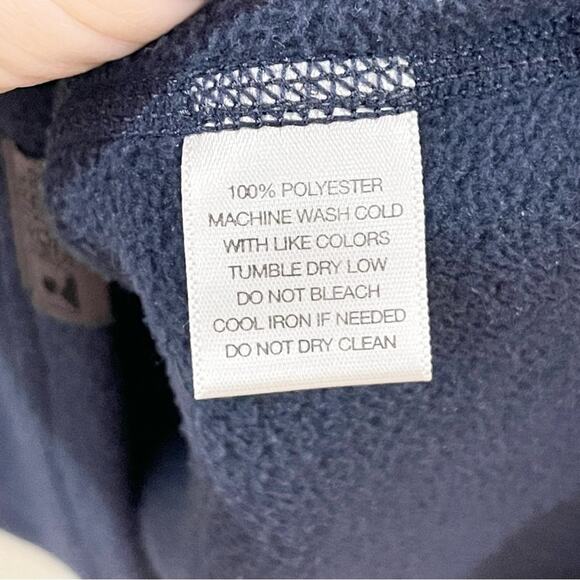 100% POLYESTER
MACHINE WASH COLD
WITH LIKE COLORS
TUMBLE DRY LOW
DO NOT BLEACH
COOL IRON IF NEEDED
DO NOT DRY CLEAN